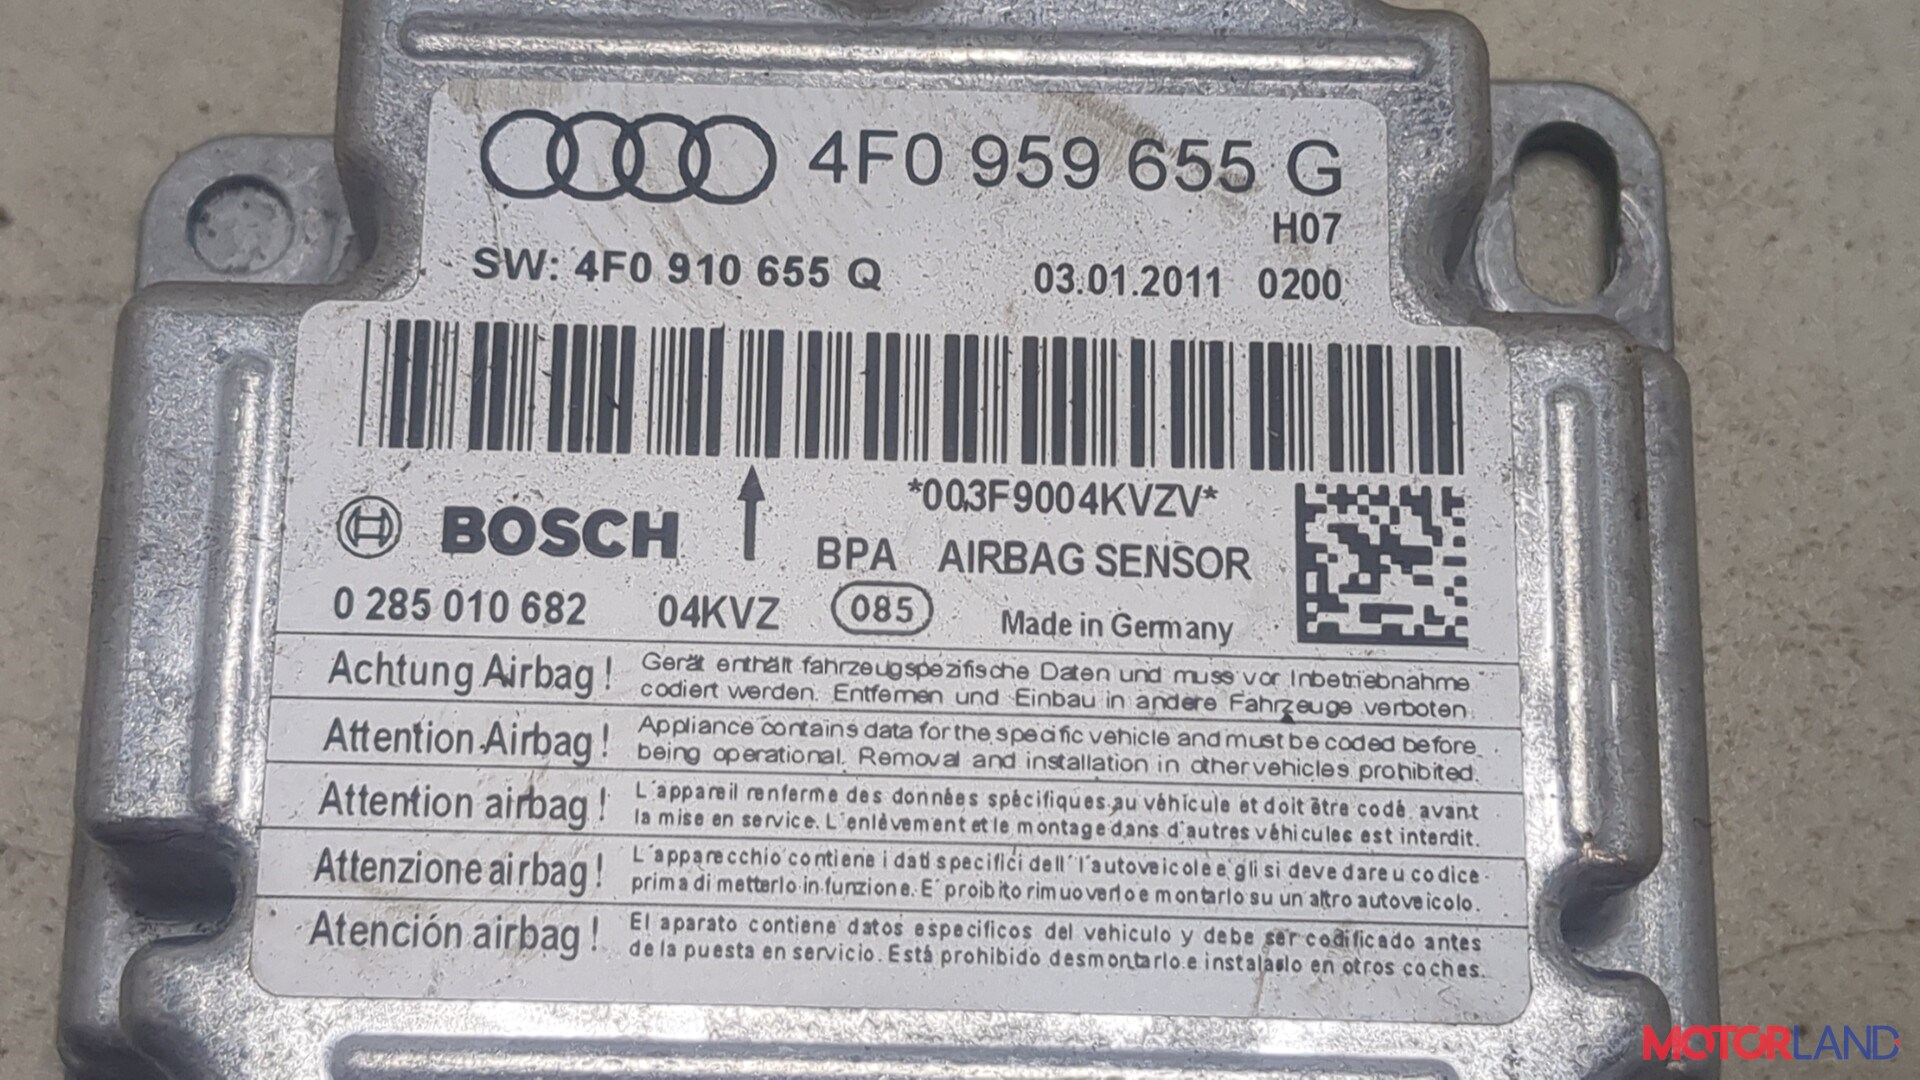 4F0 959 655 G
H07
SW: 4F0 910 655 Q 03.01.2011 0200
*003F9004KVZV*
BOSCH BPA AIRBAG SENSOR
0 285 010 682 04KVZ 085 Made in Germany
Achtung Airbag! Gerät enthält fahrzeugspezifische Daten und muss vor Inbetriebnahme
codiert werden. Entfernen und Einbau in andere Fahrzeuge verboten.
Attention Airbag! Appliance contains data for the specific vehicle and must be coded before
being operational. Removal and installation in other vehicles prohibited.
Attention airbag! L'appareil renferme des données spécifiques au véhicule et doit être codé, avant
la mise en service. L'enlèvement et le montage dans d'autres véhicules est interdit.
Attenzione airbag! L'apparecchio contiene i dati specifici dell' l'autoveicolo e gli si deve dare u codice
prima di metterlo in funzione. E' proibito rimuoverlo e montarlo su un altro autoveicolo.
Atención airbag! El aparato contiene datos especificos del vehiculo y debe ser codificado antes
de la puesta en servicio. Está prohibido desmontarlo e instalarlo en otros coches.
MOTORLAND